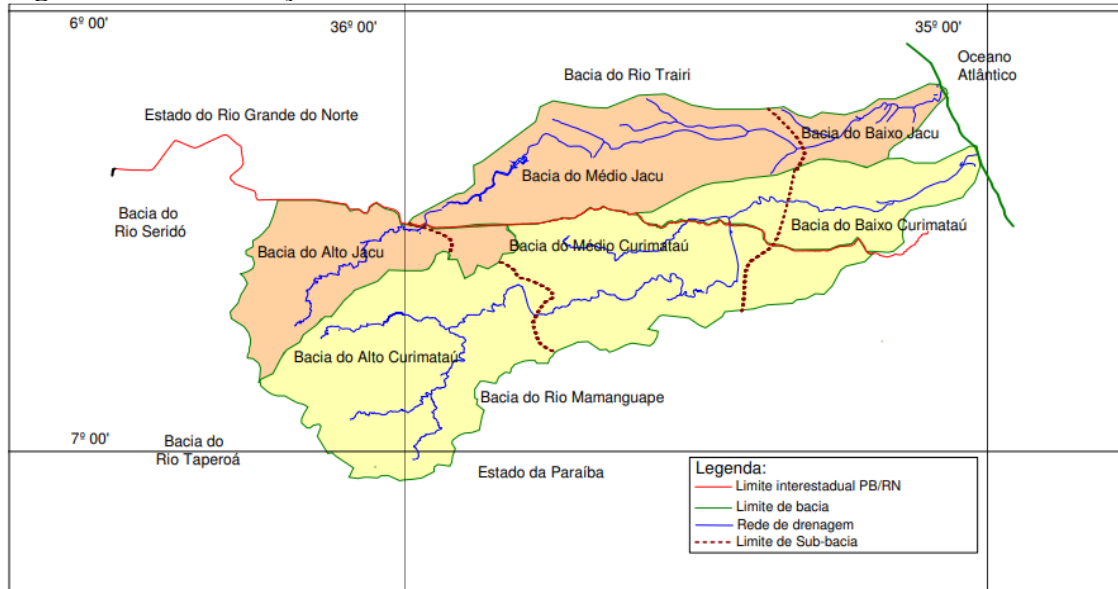 6º 00'
36º 00'
35º 00'
Oceano
Atlântico
Bacia do Rio Trairi
Estado do Rio Grande do Norte
Bacia do Baixo Jacu
Bacia do Médio Jacu
Bacia do
Rio Seridó
Bacia do Baixo Curimataú
Bacia do Médio Curimataú
Bacia do Alto Jacu
Bacia do Alto Curimataú
Bacia do Rio Mamanguape
7º 00'
Bacia do
Rio Taperoá
Estado da Paraíba
Legenda:
Limite interestadual PB/RN
Limite de bacia
Rede de drenagem
Limite de Sub-bacia